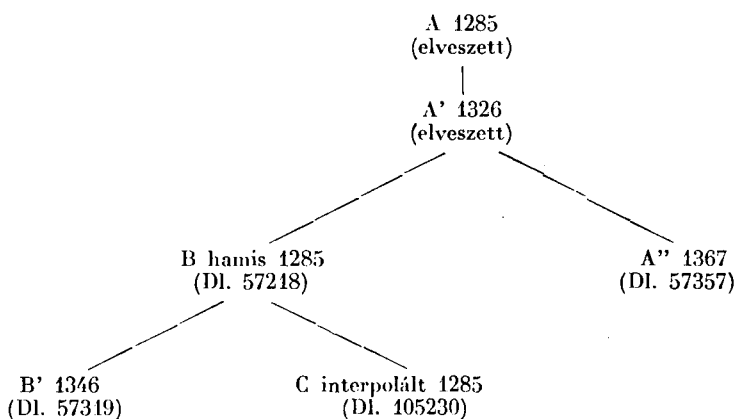 A 1285
(elveszett)
A' 1326
(elveszett)
B hamis 1285
(Dl. 57218)
A'' 1367
(Dl. 57357)
B' 1346
(Dl. 57319)
C interpolált 1285
(Dl. 105230)